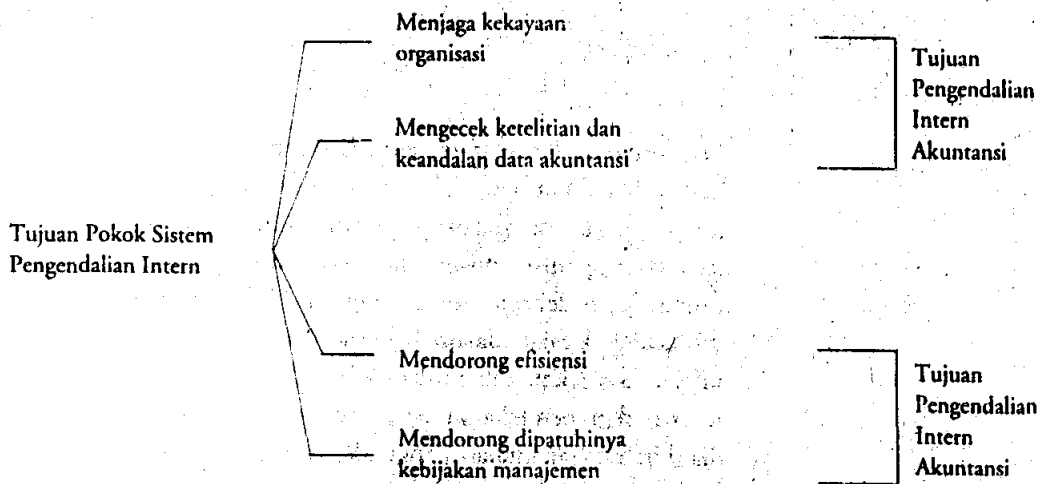 Menjaga kekayaan
organisasi
Mengecek ketelitian dan
keandalan data akuntansi
Tujuan
Pengendalian
Intern
Akuntansi
Tujuan Pokok Sistem
Pengendalian Intern
Mendorong efisiensi
Mendorong dipatuhinya
kebijakan manajemen
Tujuan
Pengendalian
Intern
Akuntansi